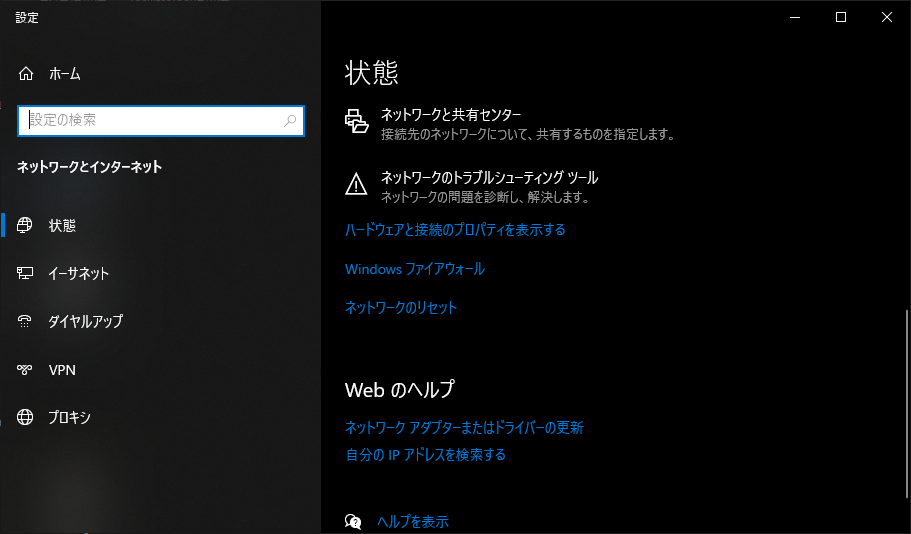 設定
ホーム
設定の検索
ネットワークとインターネット
状態
イーサネット
ダイヤルアップ
VPN
プロキシ
状態
ネットワークと共有センター
接続先のネットワークについて、共有するものを指定します。
ネットワークのトラブルシューティング ツール
ネットワークの問題を診断し、解決します。
ハードウェアと接続のプロパティを表示する
Windows ファイアウォール
ネットワークのリセット
Web のヘルプ
ネットワーク アダプターまたはドライバーの更新
自分の IP アドレスを検索する
ヘルプを表示